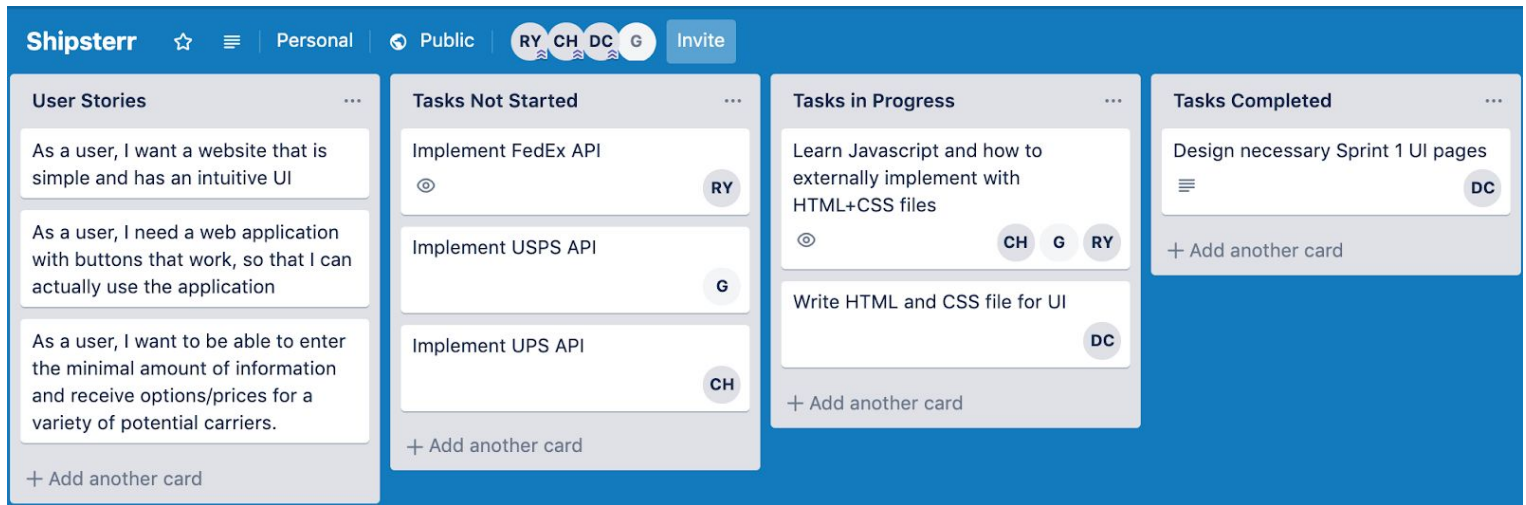 Shipsterr
Personal
Public
RY CH DC G
Invite
User Stories
As a user, I want a website that is
simple and has an intuitive UI
As a user, I need a web application
with buttons that work, so that I can
actually use the application
As a user, I want to be able to enter
the minimal amount of information
and receive options/prices for a
variety of potential carriers.
+ Add another card
Tasks Not Started
Implement FedEx API
RY
Implement USPS API
G
Implement UPS API
CH
+ Add another card
Tasks in Progress
Learn Javascript and how to
externally implement with
HTML+CSS files
CH G RY
Write HTML and CSS file for UI
DC
+ Add another card
Tasks Completed
Design necessary Sprint 1 UI pages
DC
+ Add another card